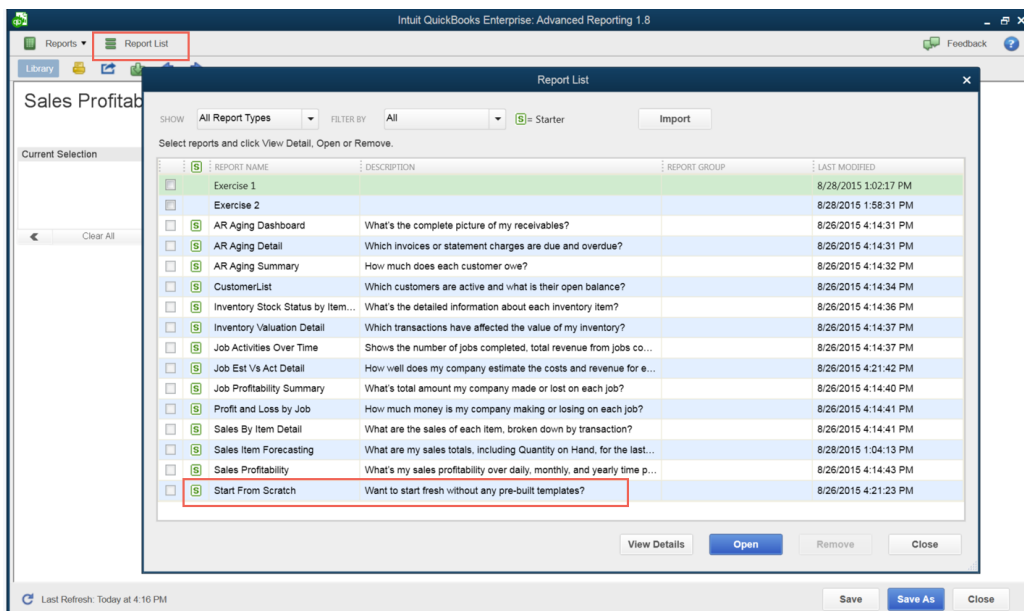 Intuit QuickBooks Enterprise: Advanced Reporting 1.8
Reports Report List Feedback
Library
Sales Profitab
Current Selection
Clear All
Report List
SHOW All Report Types FILTER BY All S = Starter Import
Select reports and click View Detail, Open or Remove.
S REPORT NAME DESCRIPTION REPORT GROUP LAST MODIFIED
Exercise 1 8/28/2015 1:02:17 PM
Exercise 2 8/28/2015 1:58:31 PM
S AR Aging Dashboard What's the complete picture of my receivables? 8/26/2015 4:14:31 PM
S AR Aging Detail Which invoices or statement charges are due and overdue? 8/26/2015 4:14:31 PM
S AR Aging Summary How much does each customer owe? 8/26/2015 4:14:32 PM
S CustomerList Which customers are active and what is their open balance? 8/26/2015 4:14:34 PM
S Inventory Stock Status by Item... What's the detailed information about each inventory item? 8/26/2015 4:14:36 PM
S Inventory Valuation Detail Which transactions have affected the value of my inventory? 8/26/2015 4:14:37 PM
S Job Activities Over Time Shows the number of jobs completed, total revenue from jobs co... 8/26/2015 4:14:37 PM
S Job Est Vs Act Detail How well does my company estimate the costs and revenue for e... 8/26/2015 4:21:42 PM
S Job Profitability Summary What's total amount my company made or lost on each job? 8/26/2015 4:14:40 PM
S Profit and Loss by Job How much money is my company making or losing on each job? 8/26/2015 4:14:41 PM
S Sales By Item Detail What are the sales of each item, broken down by transaction? 8/26/2015 4:14:41 PM
S Sales Item Forecasting What are my sales totals, including Quantity on Hand, for the last... 8/28/2015 1:04:13 PM
S Sales Profitability What's my sales profitability over daily, monthly, and yearly time p... 8/26/2015 4:14:43 PM
S Start From Scratch Want to start fresh without any pre-built templates? 8/26/2015 4:21:23 PM
View Details Open Remove Close
Last Refresh: Today at 4:16 PM Save Save As Close